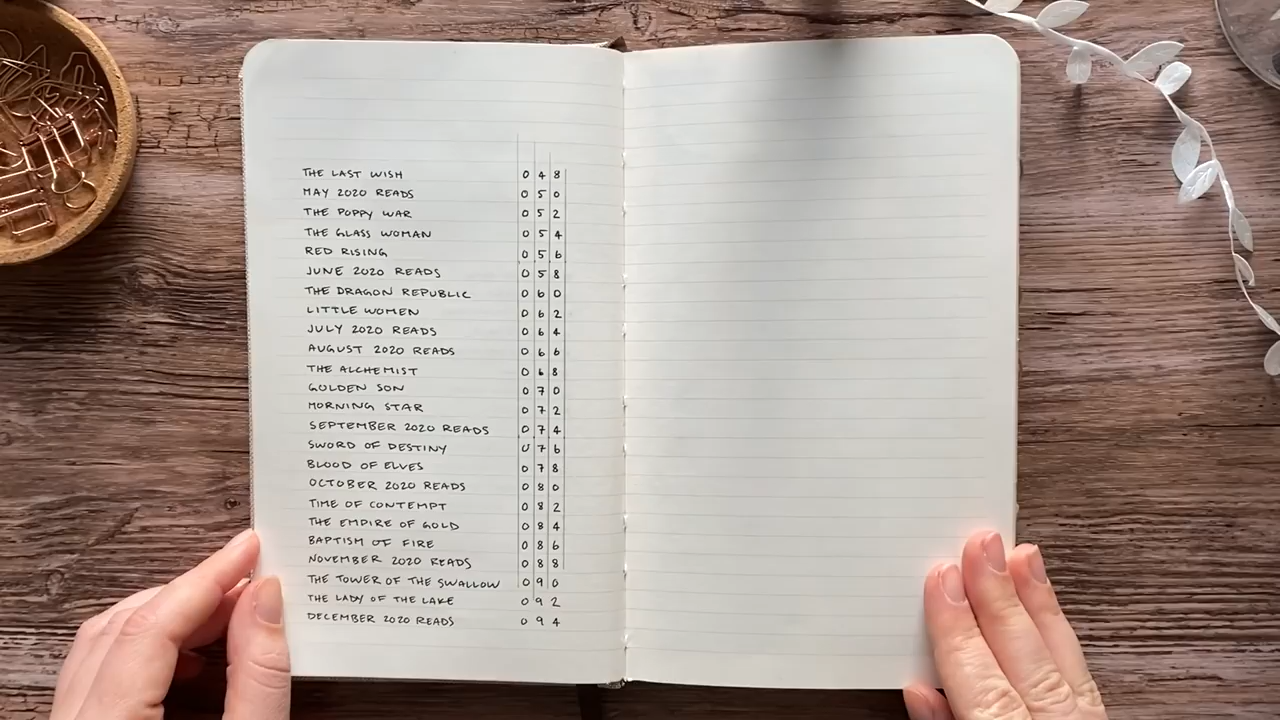 THE LAST WISH 048
MAY 2020 READS 050
THE POPPY WAR 052
THE GLASS WOMAN 054
RED RISING 056
JUNE 2020 READS 058
THE DRAGON REPUBLIC 060
LITTLE WOMEN 062
JULY 2020 READS 064
AUGUST 2020 READS 066
THE ALCHEMIST 068
GOLDEN SON 070
MORNING STAR 072
SEPTEMBER 2020 READS 074
SWORD OF DESTINY 076
BLOOD OF ELVES 078
OCTOBER 2020 READS 080
TIME OF CONTEMPT 082
THE EMPIRE OF GOLD 084
BAPTISM OF FIRE 086
NOVEMBER 2020 READS 088
THE TOWER OF THE SWALLOW 090
THE LADY OF THE LAKE 092
DECEMBER 2020 READS 094